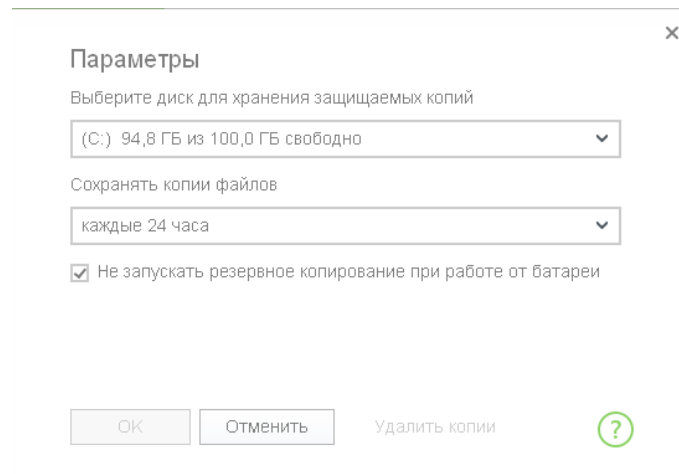 Параметры
Выберите диск для хранения защищаемых копий
(C:) 94,8 ГБ из 100,0 ГБ свободно
Сохранять копии файлов
каждые 24 часа
Не запускать резервное копирование при работе от батареи
OK Отменить Удалить копии ?